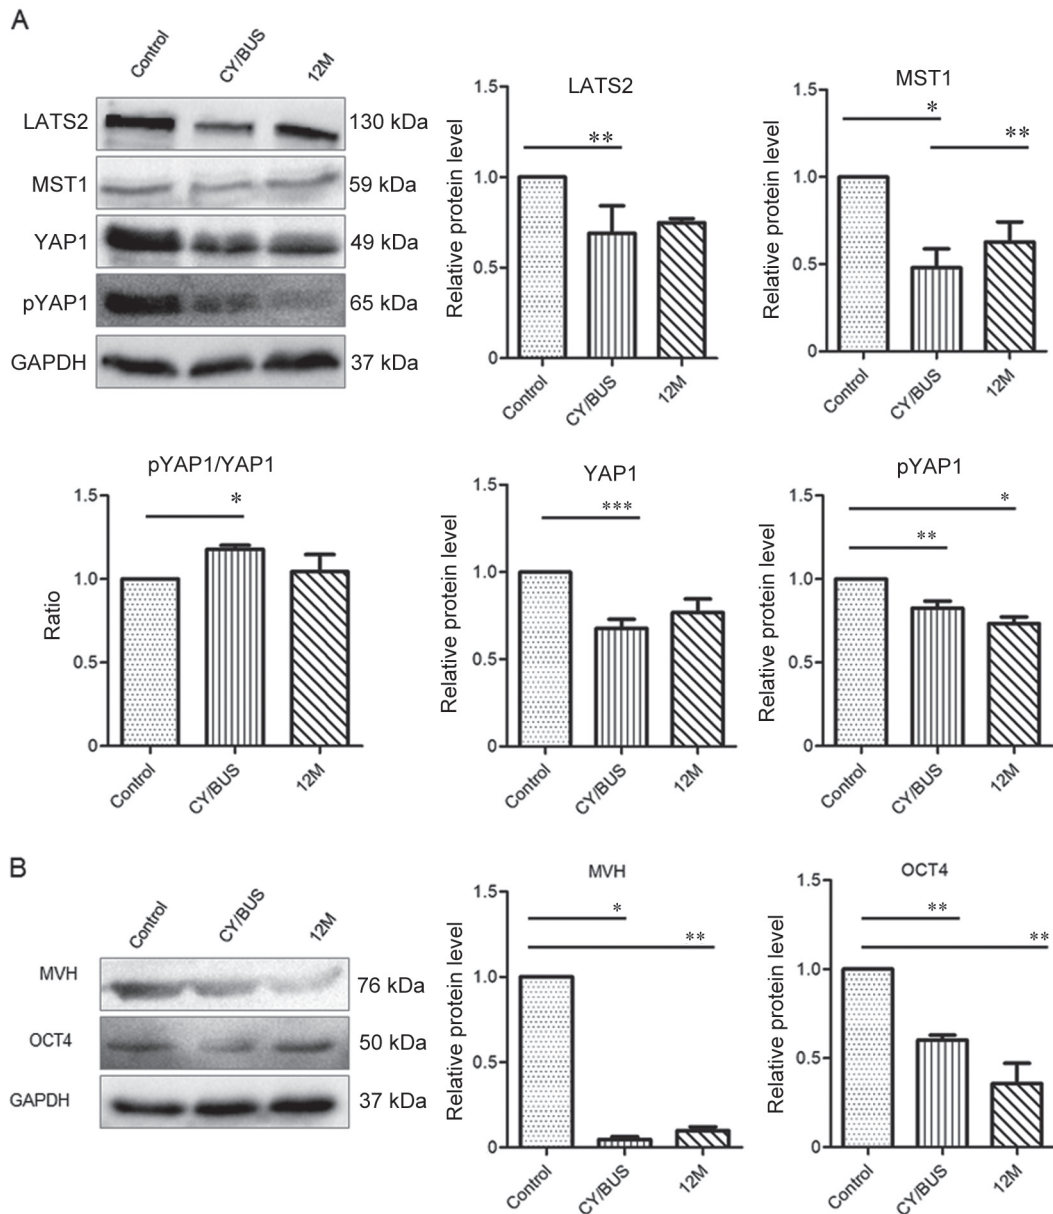 A
Control CY/BUS 12M
LATS2 130 kDa
MST1 59 kDa
YAP1 49 kDa
pYAP1 65 kDa
GAPDH 37 kDa
LATS2
Relative protein level
1.5
1.0
0.5
0
**
Control CY/BUS 12M
MST1
Relative protein level
1.5
1.0
0.5
0
*
**
Control CY/BUS 12M
pYAP1/YAP1
Ratio
1.5
1.0
0.5
0
*
Control CY/BUS 12M
YAP1
Relative protein level
1.5
1.0
0.5
0
***
Control CY/BUS 12M
pYAP1
Relative protein level
1.5
1.0
0.5
0
*
**
Control CY/BUS 12M
B
Control CY/BUS 12M
MVH 76 kDa
OCT4 50 kDa
GAPDH 37 kDa
MVH
Relative protein level
1.5
1.0
0.5
0
*
**
Control CY/BUS 12M
OCT4
Relative protein level
1.5
1.0
0.5
0
**
**
Control CY/BUS 12M